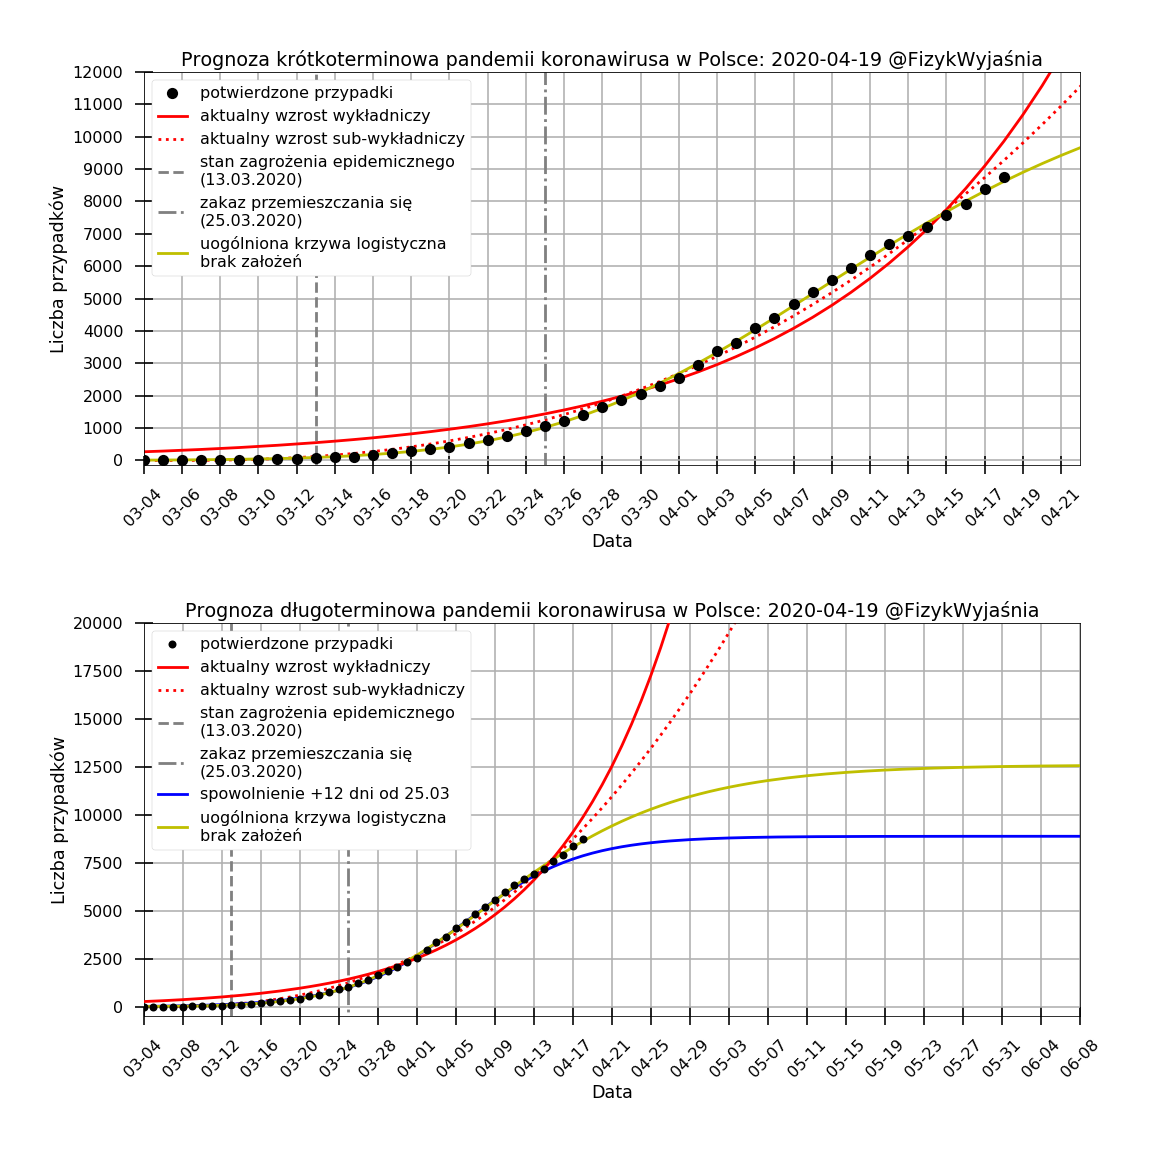 Prognoza krótkoterminowa pandemii koronawirusa w Polsce: 2020-04-19 @FizykWyjaśnia
12000
11000
10000
9000
8000
7000
6000
5000
4000
3000
2000
1000
0
Liczba przypadków
potwierdzone przypadki
aktualny wzrost wykładniczy
aktualny wzrost sub-wykładniczy
stan zagrożenia epidemicznego
(13.03.2020)
zakaz przemieszczania się
(25.03.2020)
uogólniona krzywa logistyczna
brak założeń
03-04 03-06 03-08 03-10 03-12 03-14 03-16 03-18 03-20 03-22 03-24 03-26 03-28 03-30 04-01 04-03 04-05 04-07 04-09 04-11 04-13 04-15 04-17 04-19 04-21
Data
Prognoza długoterminowa pandemii koronawirusa w Polsce: 2020-04-19 @FizykWyjaśnia
20000
17500
15000
12500
10000
7500
5000
2500
0
Liczba przypadków
potwierdzone przypadki
aktualny wzrost wykładniczy
aktualny wzrost sub-wykładniczy
stan zagrożenia epidemicznego
(13.03.2020)
zakaz przemieszczania się
(25.03.2020)
spowolnienie +12 dni od 25.03
uogólniona krzywa logistyczna
brak założeń
03-04 03-08 03-12 03-16 03-20 03-24 03-28 04-01 04-05 04-09 04-13 04-17 04-21 04-25 04-29 05-03 05-07 05-11 05-15 05-19 05-23 05-27 05-31 06-04 06-08
Data